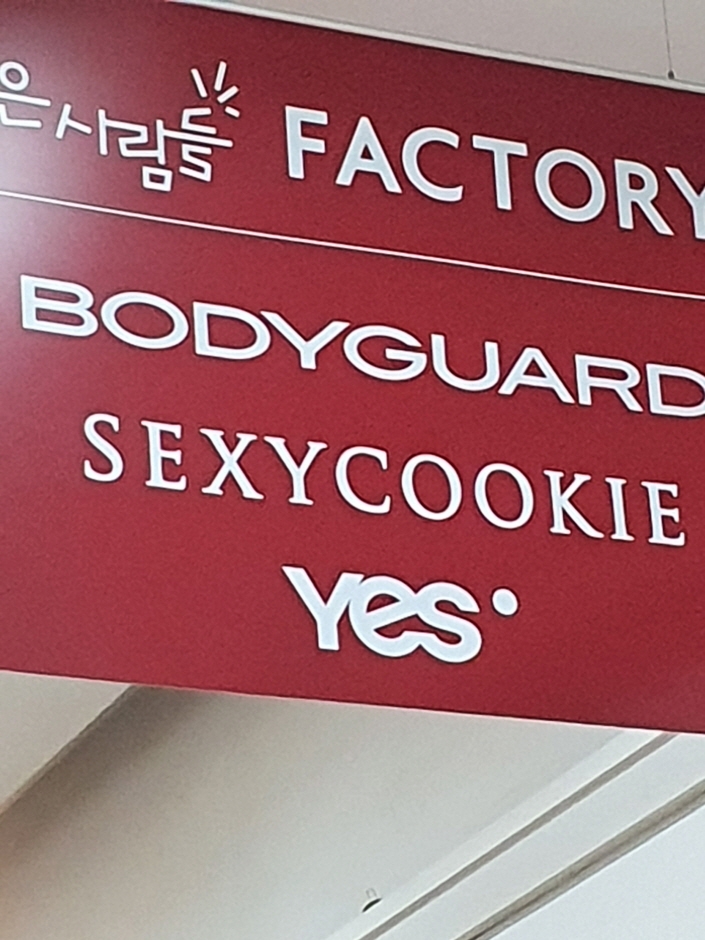 은사람들 FACTORY
BODYGUARD
SEXYCOOKIE
yes